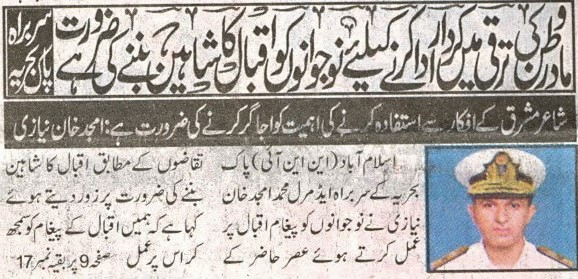 مادر وطن کی ترقی میں کردار ادا کرنے کیلئے نوجوانوں کو اقبال کا شاہین بننے کی ضرورت ہے
سربراہ پاک بحریہ
شاعر مشرق کے افکار سے استفادہ کرنے کی اہمیت کو اجاگر کرنے کی ضرورت ہے: امجد خان نیازی
اسلام آباد (این این آئی) پاک
بحریہ کے سربراہ ایڈمرل محمد امجد خان
نیازی نے نوجوانوں کو پیغام اقبال پر
عمل کرتے ہوئے عصر حاضر کے
تقاضوں کے مطابق اقبال کا شاہین
بننے کی ضرورت پر زور دیتے ہوئے
کہا ہے کہ ہمیں اقبال کے پیغام کو سمجھ
کر اس پر عمل صفحہ 9 پر بقیہ نمبر 17